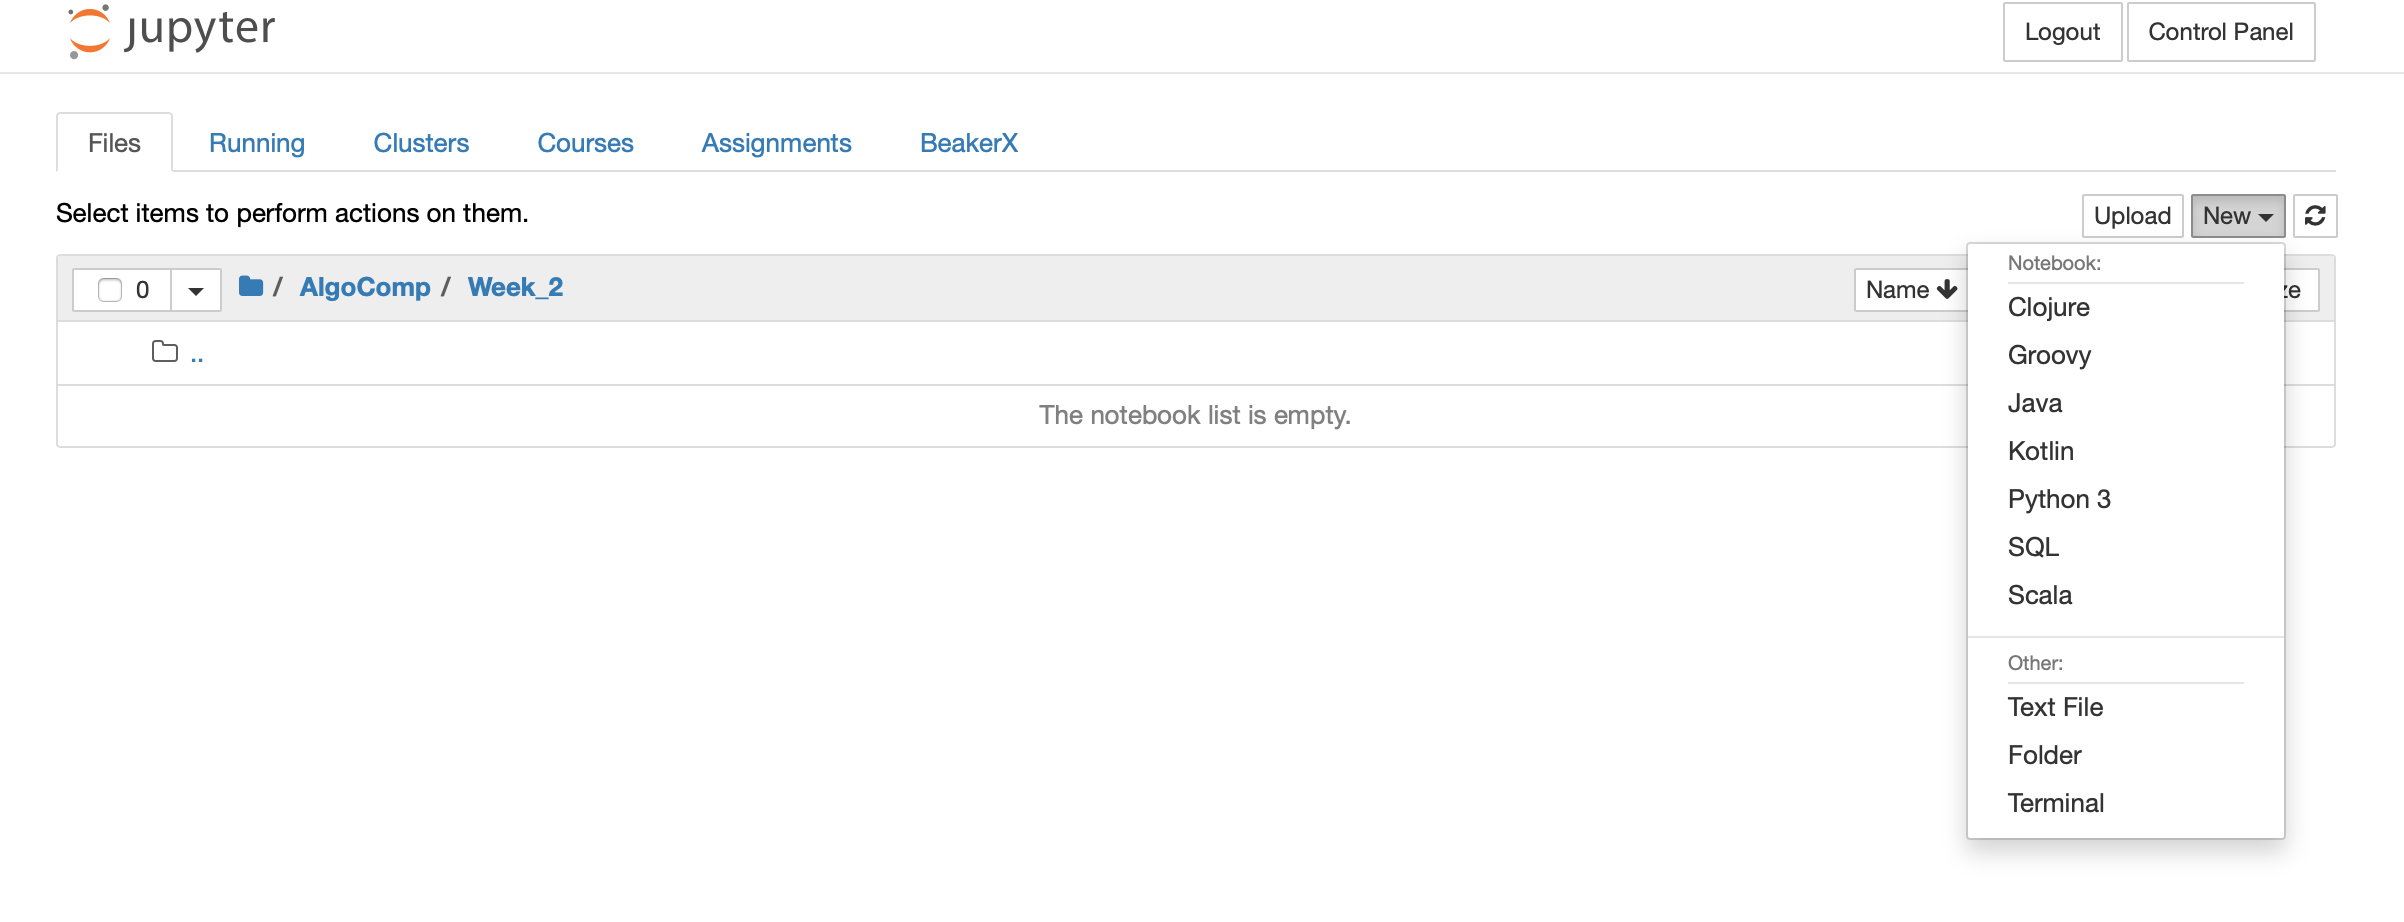 jupyter
Logout Control Panel
Files Running Clusters Courses Assignments BeakerX
Select items to perform actions on them.
Upload New
0 / AlgoComp / Week_2 Name
..
The notebook list is empty.
Notebook:
Clojure
Groovy
Java
Kotlin
Python 3
SQL
Scala
Other:
Text File
Folder
Terminal